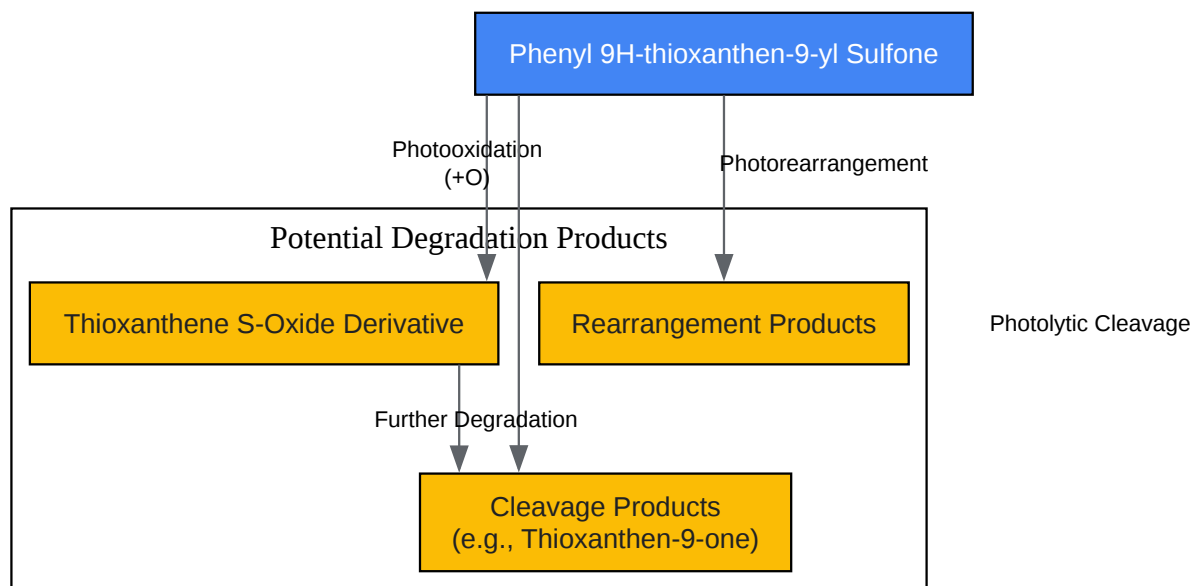 Phenyl 9H-thioxanthen-9-yl Sulfone
Photooxidation
(+O)
Photorearrangement
Potential Degradation Products
Thioxanthene S-Oxide Derivative
Rearrangement Products
Photolytic Cleavage
Further Degradation
Cleavage Products
(e.g., Thioxanthen-9-one)